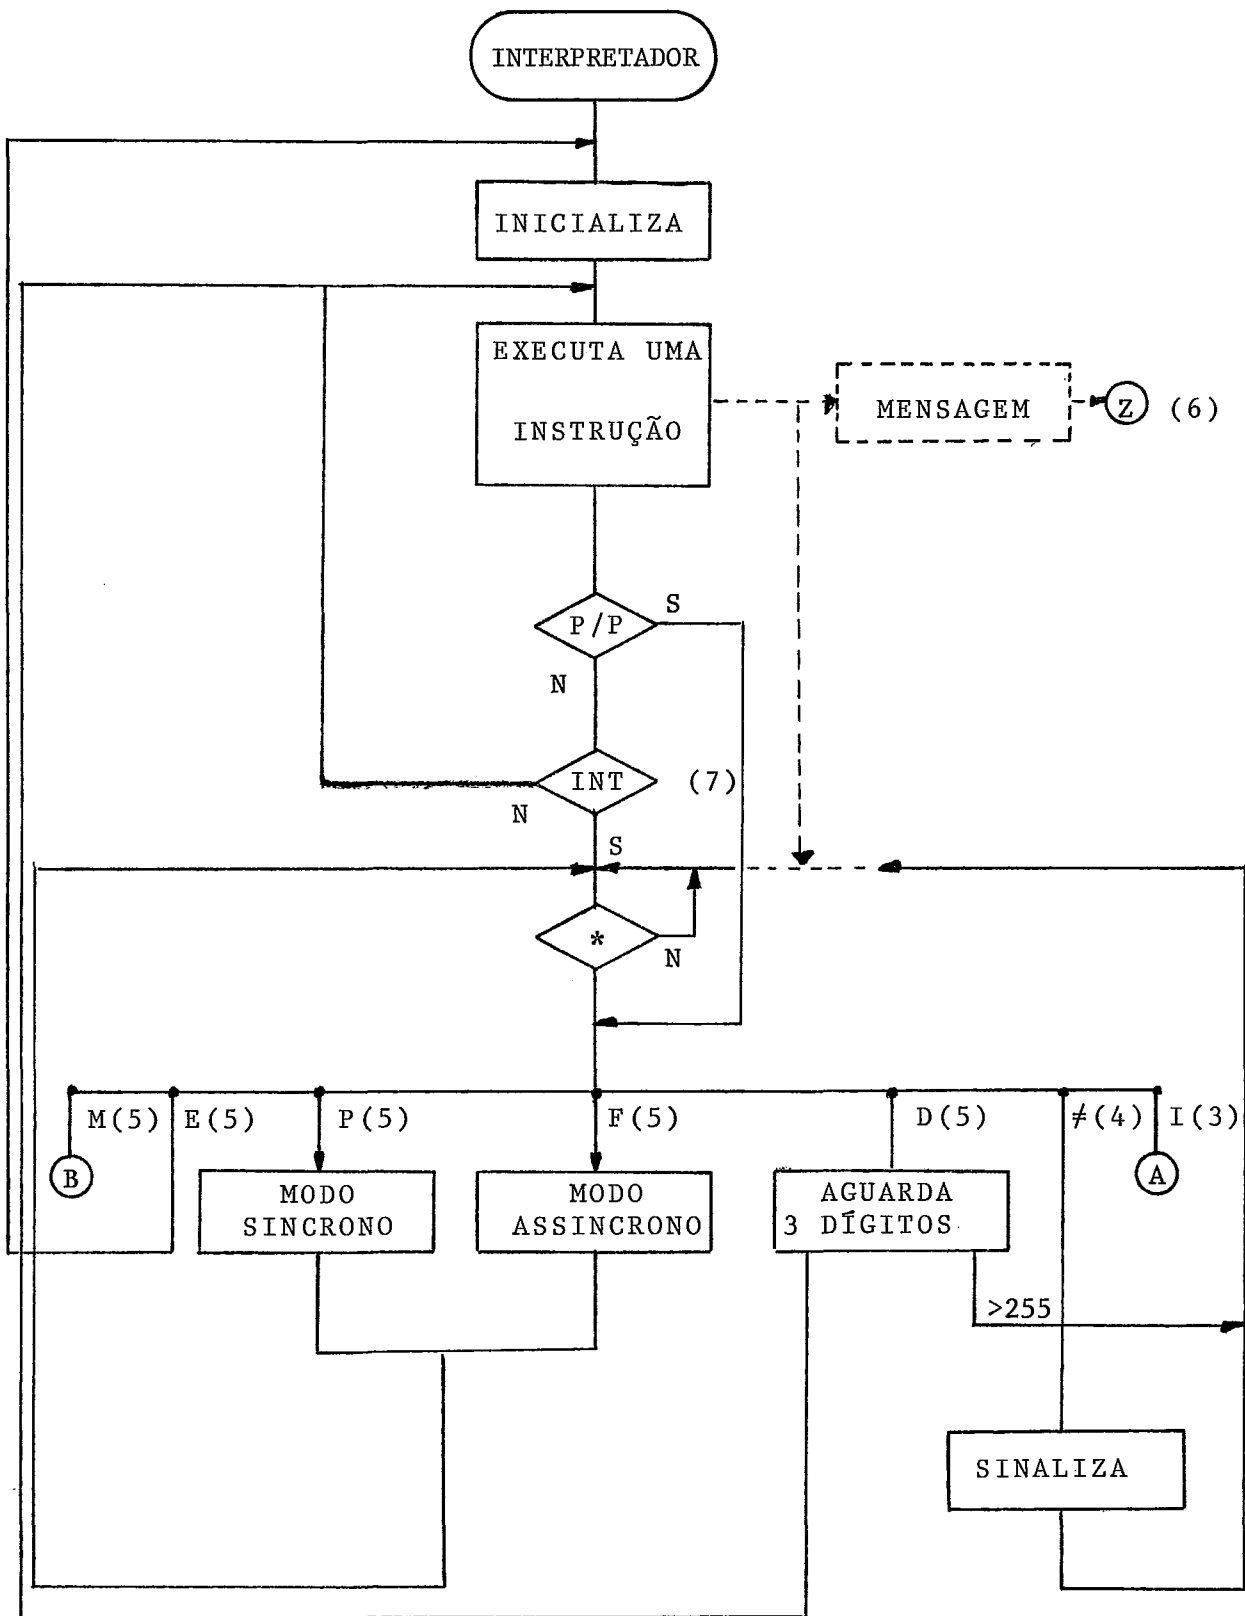 INTERPRETADOR
INICIALIZA
EXECUTA UMA
INSTRUÇÃO
MENSAGEM
Z (6)
P/P
S
N
INT (7)
N
S
*
N
M(5) E(5) P(5) F(5) D(5) ≠(4) I(3)
B
A
MODO
SINCRONO
MODO
ASSINCRONO
AGUARDA
3 DÍGITOS
>255
SINALIZA